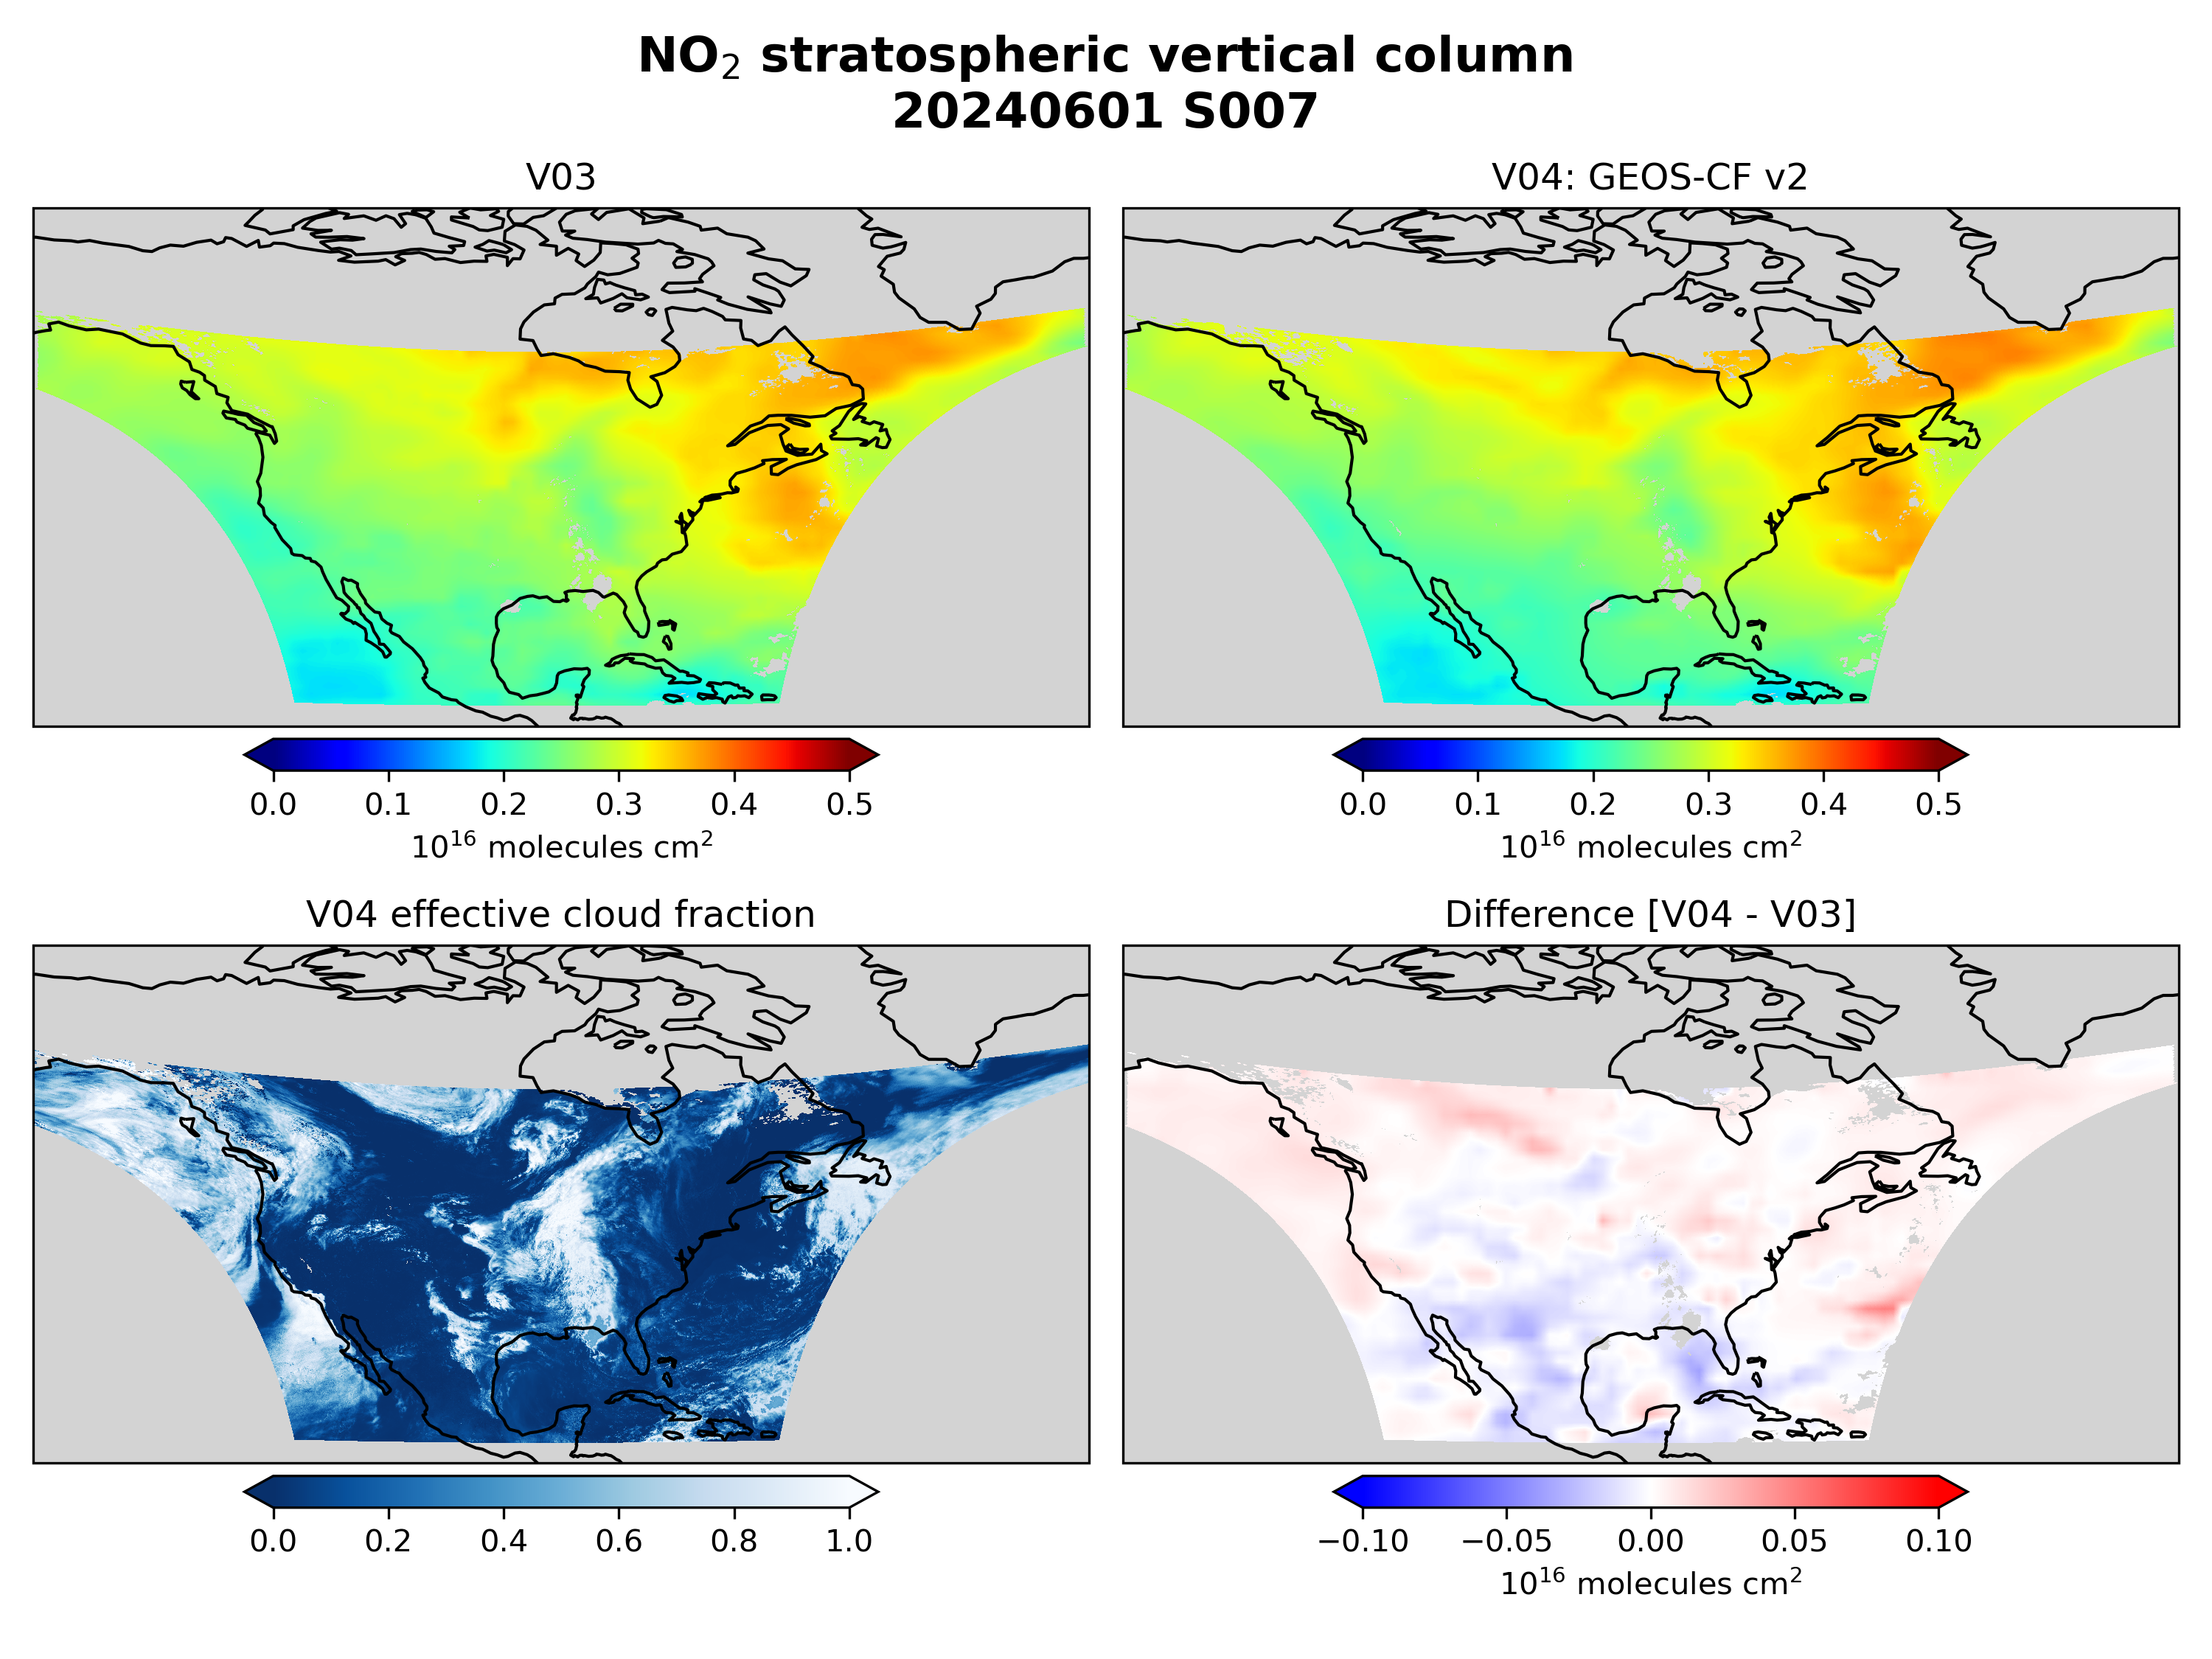 NO₂ stratospheric vertical column
20240601 S007
V03
V04: GEOS-CF v2
0.0 0.1 0.2 0.3 0.4 0.5
10¹⁶ molecules cm²
0.0 0.1 0.2 0.3 0.4 0.5
10¹⁶ molecules cm²
V04 effective cloud fraction
Difference [V04 - V03]
0.0 0.2 0.4 0.6 0.8 1.0
−0.10 −0.05 0.00 0.05 0.10
10¹⁶ molecules cm²